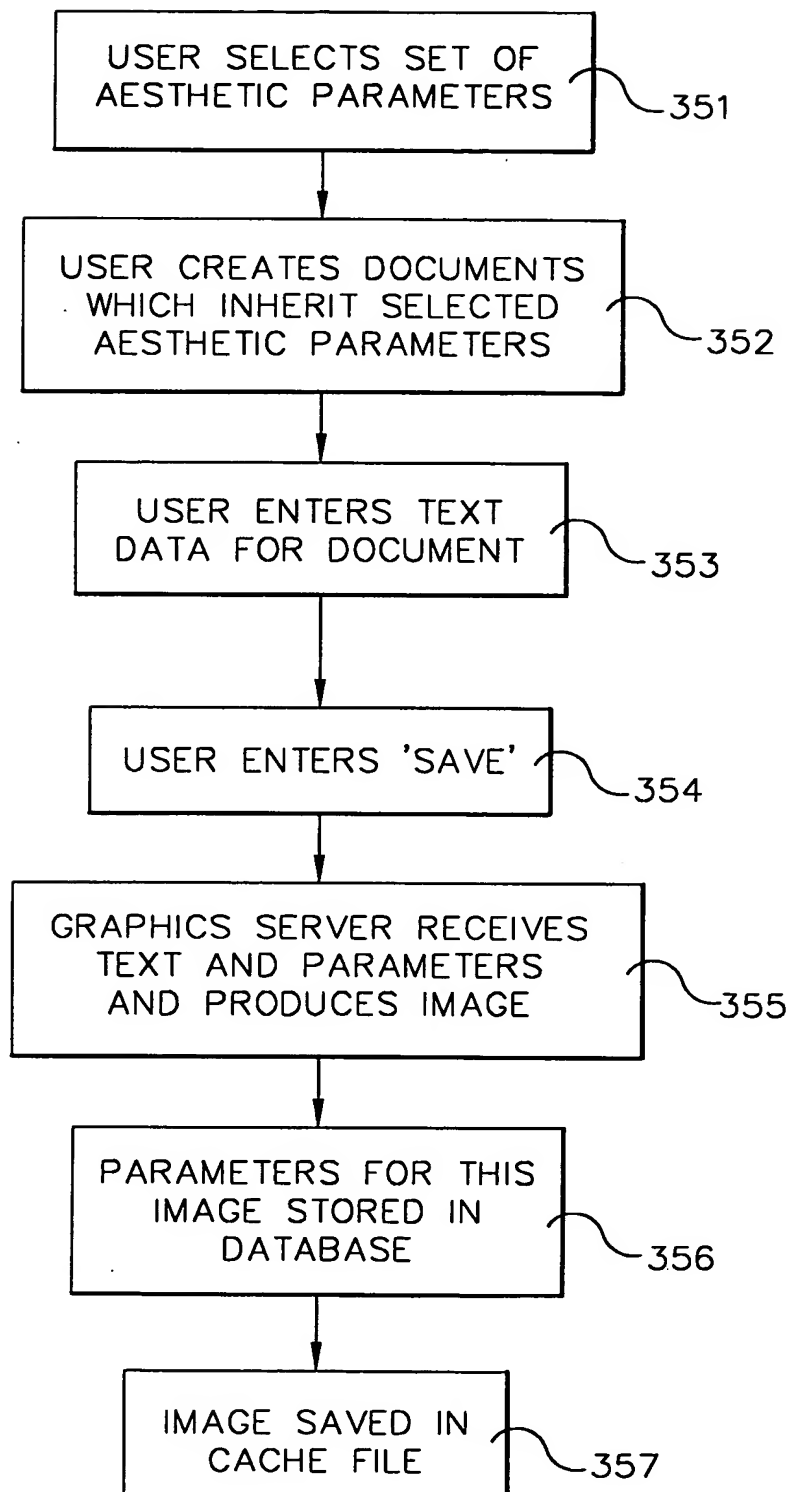 USER SELECTS SET OF
AESTHETIC PARAMETERS
351
USER CREATES DOCUMENTS
WHICH INHERIT SELECTED
AESTHETIC PARAMETERS
352
USER ENTERS TEXT
DATA FOR DOCUMENT
353
USER ENTERS 'SAVE'
354
GRAPHICS SERVER RECEIVES
TEXT AND PARAMETERS
AND PRODUCES IMAGE
355
PARAMETERS FOR THIS
IMAGE STORED IN
DATABASE
356
IMAGE SAVED IN
CACHE FILE
357